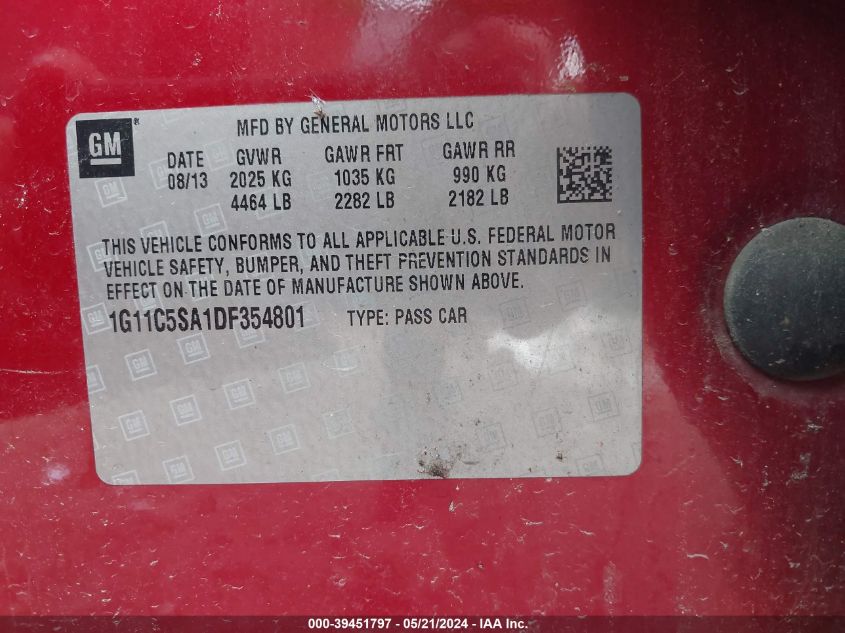 GM ®
MFD BY GENERAL MOTORS LLC
DATE GVWR GAWR FRT GAWR RR
08/13 2025 KG 1035 KG 990 KG
4464 LB 2282 LB 2182 LB
THIS VEHICLE CONFORMS TO ALL APPLICABLE U.S. FEDERAL MOTOR
VEHICLE SAFETY, BUMPER, AND THEFT PREVENTION STANDARDS IN
EFFECT ON THE DATE OF MANUFACTURE SHOWN ABOVE.
1G11C5SA1DF354801 TYPE: PASS CAR
000-39451797 - 05/21/2024 - IAA Inc.